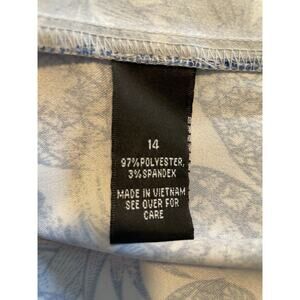 14
97% POLYESTER,
3% SPANDEX
MADE IN VIETNAM
SEE OVER FOR
CARE